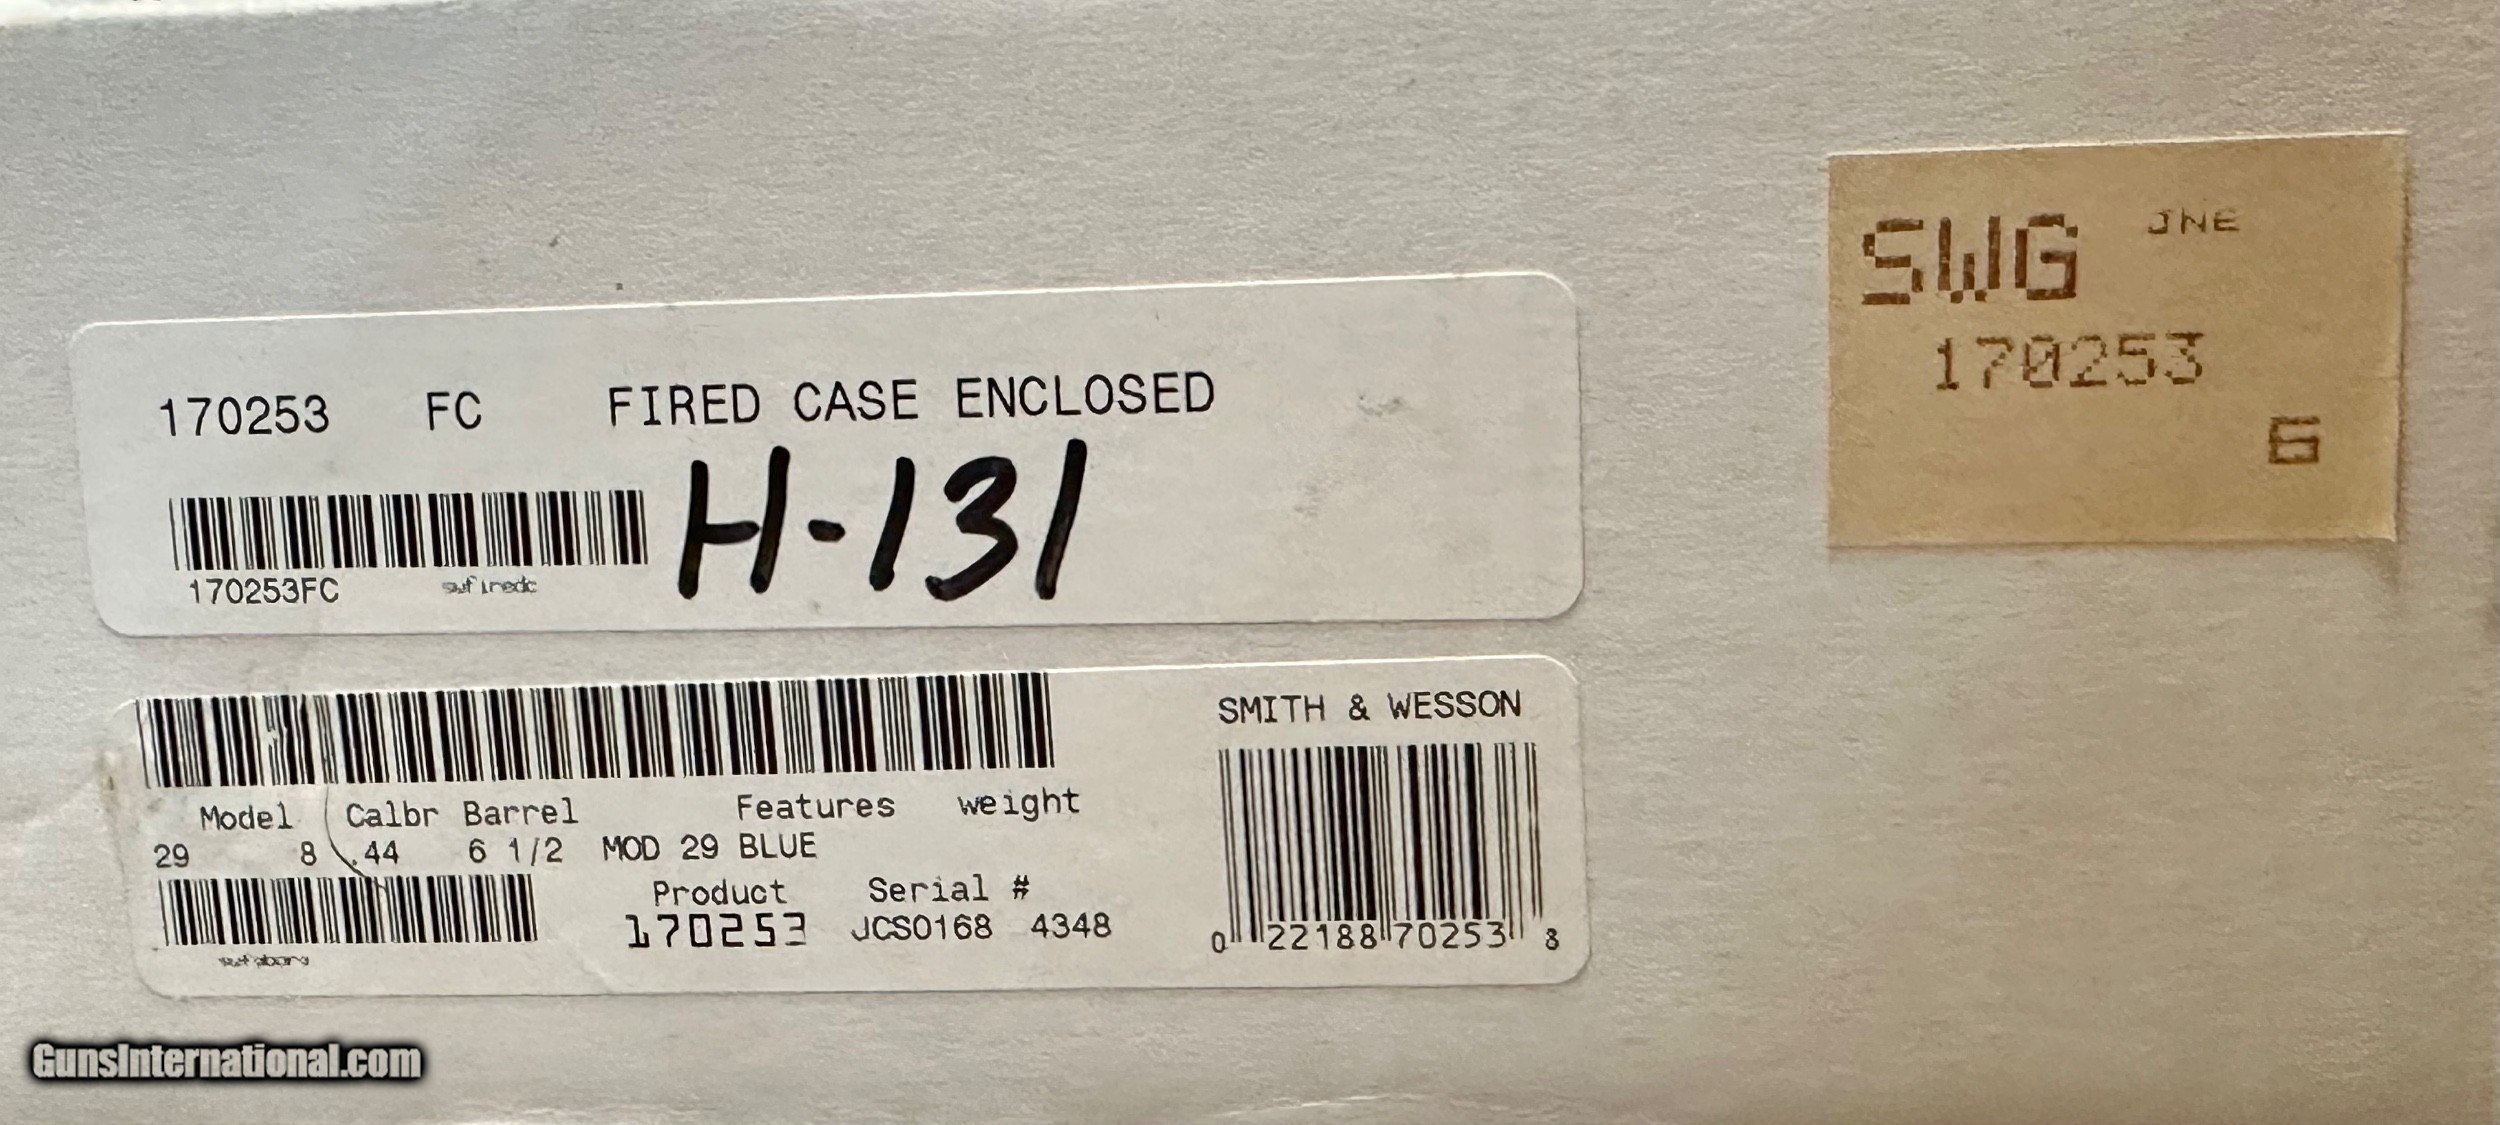 SWG JNE
170253
6
170253 FC FIRED CASE ENCLOSED
H-131
170253FC swfiredc
SMITH & WESSON
Model Calbr Barrel Features weight
29 8 .44 6 1/2 MOD 29 BLUE
Product Serial #
170253 JCS0168 4348
0 22188 70253 8
GunsInternational.com